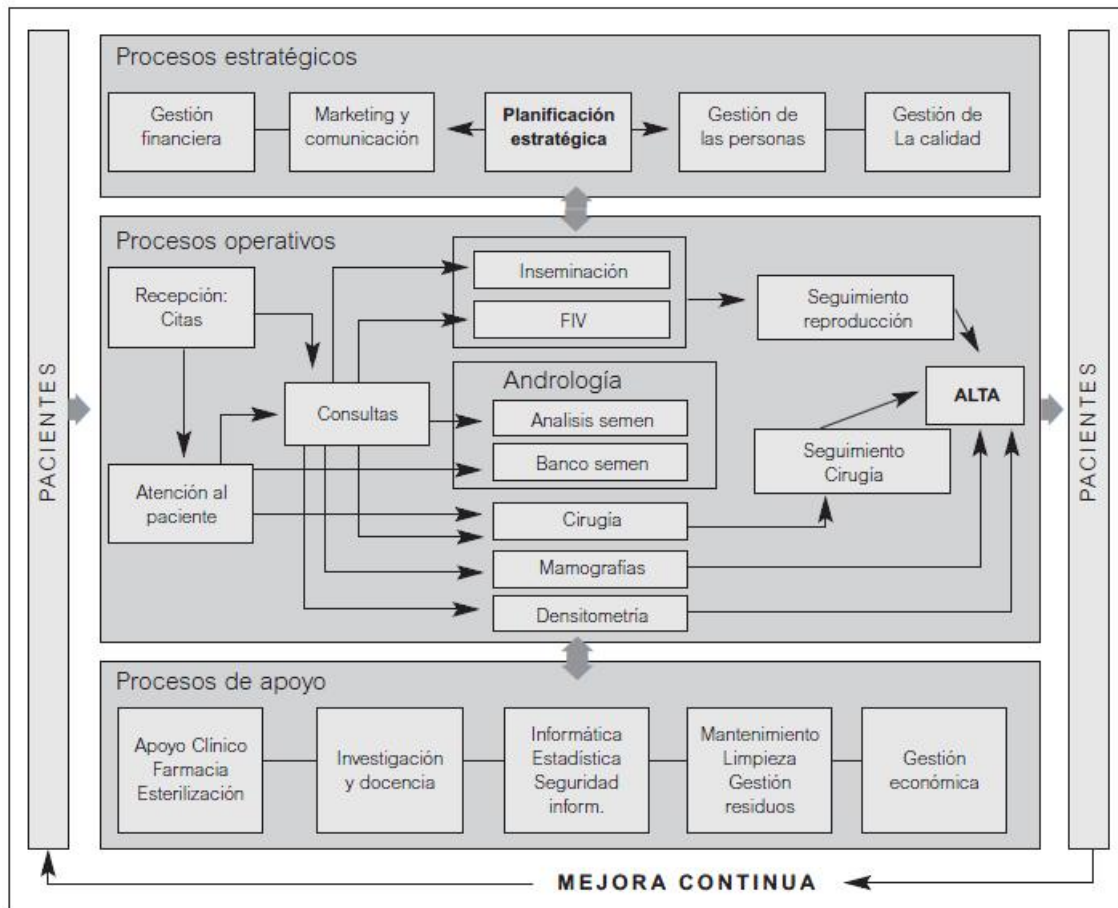 Procesos estratégicos
Gestión
financiera
Marketing y
comunicación
Planificación
estratégica
Gestión de
las personas
Gestión de
La calidad
PACIENTES
Procesos operativos
Recepción:
Citas
Atención al
paciente
Consultas
Inseminación
FIV
Andrología
Analisis semen
Banco semen
Cirugía
Mamografías
Densitometría
Seguimiento
reproducción
Seguimiento
Cirugía
ALTA
PACIENTES
Procesos de apoyo
Apoyo Clínico
Farmacia
Esterilización
Investigación
y docencia
Informática
Estadística
Seguridad
inform.
Mantenimiento
Limpieza
Gestión
residuos
Gestión
económica
MEJORA CONTINUA